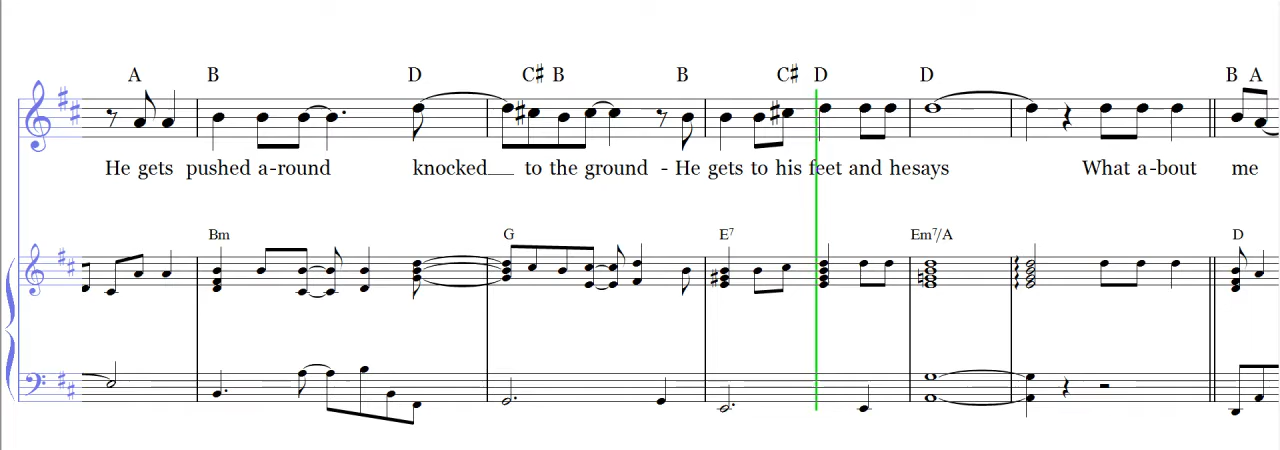 A B D C♯ B B C♯ D D B A
He gets pushed a-round knocked__ to the ground - He gets to his feet and hesays What a-bout me
Bm G E7 Em7/A D